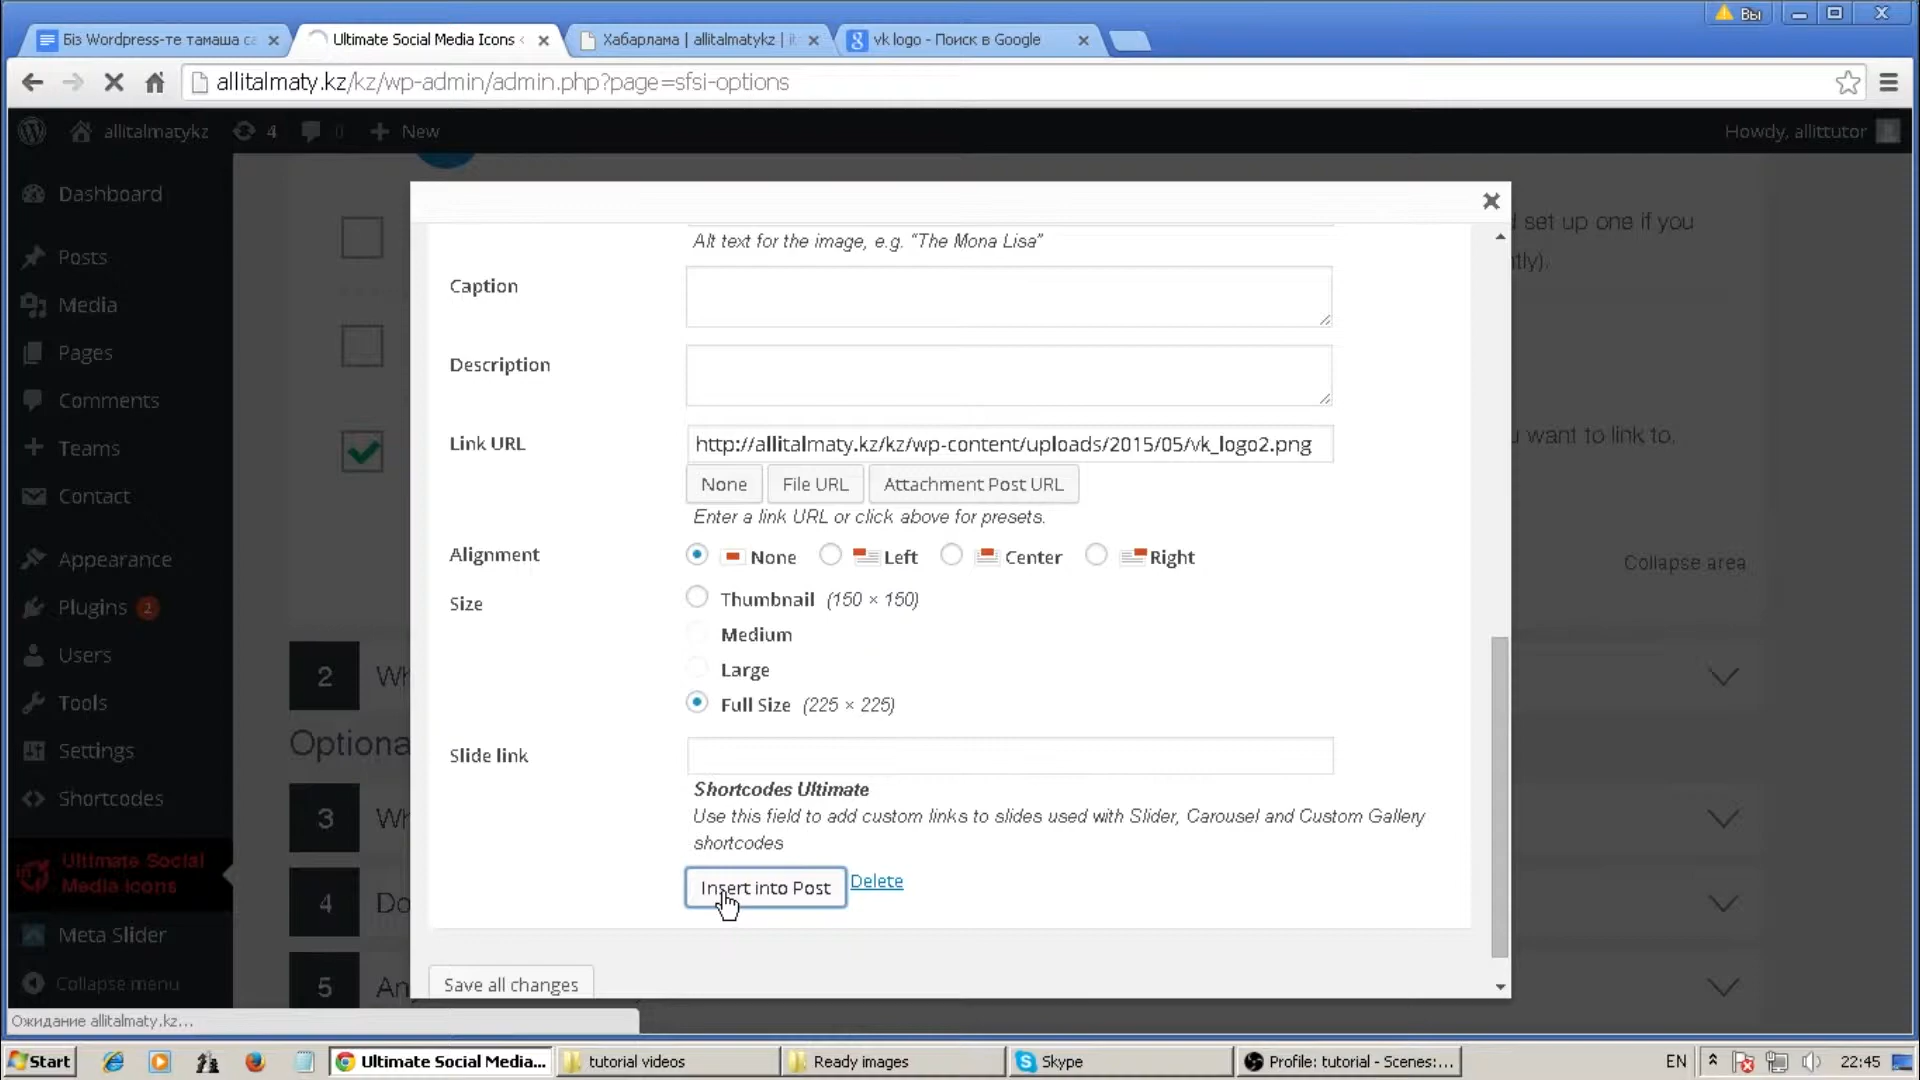 Вы
Біз Wordpress-те тамаша са
Ultimate Social Media Icons
Хабарлама | allitalmatykz |
vk logo - Поиск в Google
allitalmaty.kz/kz/wp-admin/admin.php?page=sfsi-options
allitalmatykz 4 0 New
Howdy, allittutor
Dashboard
Posts
Media
Pages
Comments
Teams
Contact
Appearance
Plugins 2
Users
Tools
Settings
Shortcodes
Ultimate Social
Media Icons
Meta Slider
Collapse menu
set up one if you
want to link to,
Collapse area
2
Optiona
3
4 Do
5 An
Alt text for the image, e.g. “The Mona Lisa”
Caption
Description
Link URL
http://allitalmaty.kz/kz/wp-content/uploads/2015/05/vk_logo2.png
None File URL Attachment Post URL
Enter a link URL or click above for presets.
Alignment
None Left Center Right
Size
Thumbnail (150 × 150)
Medium
Large
Full Size (225 × 225)
Slide link
Shortcodes Ultimate
Use this field to add custom links to slides used with Slider, Carousel and Custom Gallery
shortcodes
Insert into Post Delete
Save all changes
Ожидание allitalmaty.kz...
Start
Ultimate Social Media...
tutorial videos
Ready images
Skype
Profile: tutorial - Scenes:...
EN
22:45